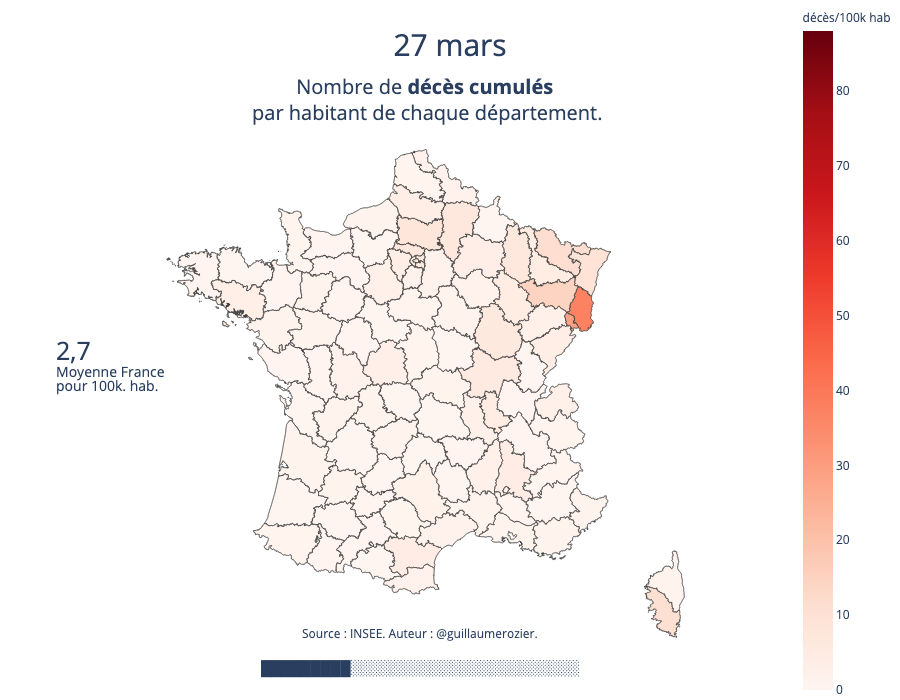 27 mars
Nombre de décès cumulés
par habitant de chaque département.
2,7
Moyenne France
pour 100k. hab.
décès/100k hab
80
70
60
50
40
30
20
10
0
Source : INSEE. Auteur : @guillaumerozier.